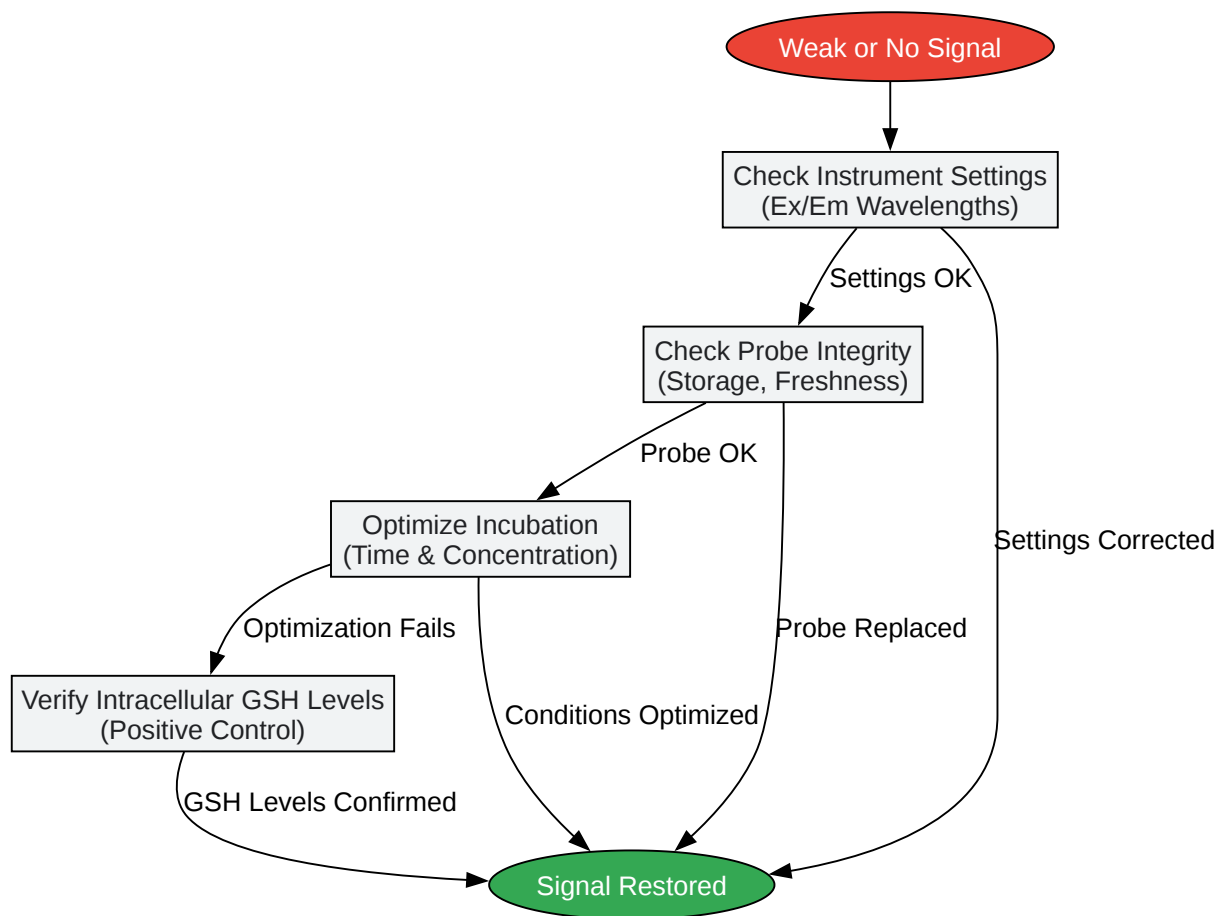 Weak or No Signal
Check Instrument Settings
(Ex/Em Wavelengths)
Settings OK
Check Probe Integrity
(Storage, Freshness)
Probe OK
Optimize Incubation
(Time & Concentration)
Settings Corrected
Optimization Fails
Probe Replaced
Verify Intracellular GSH Levels
(Positive Control)
Conditions Optimized
GSH Levels Confirmed
Signal Restored